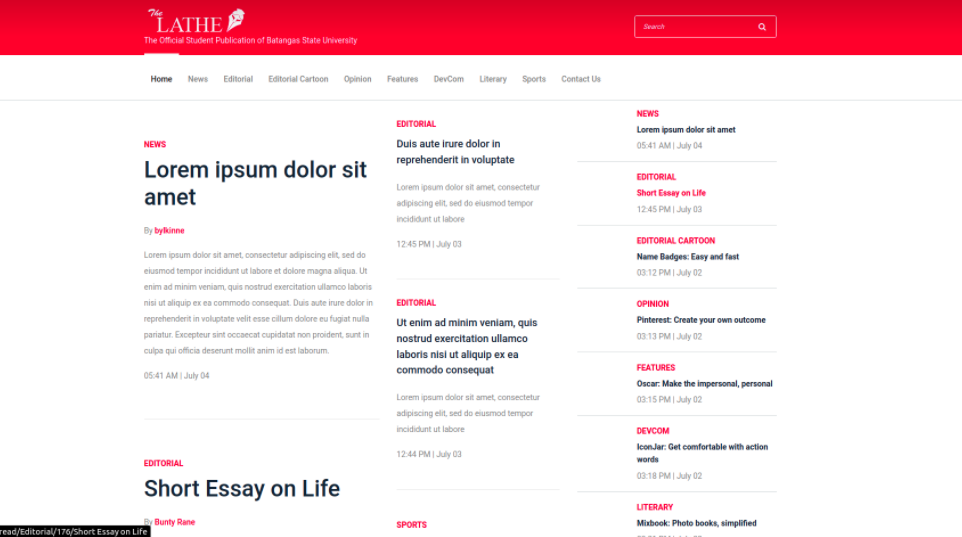 The
LATHE
The Official Student Publication of Batangas State University
Search
Home News Editorial Editorial Cartoon Opinion Features DevCom Literary Sports Contact Us
NEWS
Lorem ipsum dolor sit
amet
By bylkinne
Lorem ipsum dolor sit amet, consectetur adipiscing elit, sed do
eiusmod tempor incididunt ut labore et dolore magna aliqua. Ut
enim ad minim veniam, quis nostrud exercitation ullamco laboris
nisi ut aliquip ex ea commodo consequat. Duis aute irure dolor in
reprehenderit in voluptate velit esse cillum dolore eu fugiat nulla
pariatur. Excepteur sint occaecat cupidatat non proident, sunt in
culpa qui officia deserunt mollit anim id est laborum.
05:41 AM | July 04
EDITORIAL
Short Essay on Life
By Bunty Rane
read/Editorial/176/Short Essay on Life
EDITORIAL
Duis aute irure dolor in
reprehenderit in voluptate
Lorem ipsum dolor sit amet, consectetur
adipiscing elit, sed do eiusmod tempor
incididunt ut labore
12:45 PM | July 03
EDITORIAL
Ut enim ad minim veniam, quis
nostrud exercitation ullamco
laboris nisi ut aliquip ex ea
commodo consequat
Lorem ipsum dolor sit amet, consectetur
adipiscing elit, sed do eiusmod tempor
incididunt ut labore
12:44 PM | July 03
SPORTS
NEWS
Lorem ipsum dolor sit amet
05:41 AM | July 04
EDITORIAL
Short Essay on Life
12:45 PM | July 03
EDITORIAL CARTOON
Name Badges: Easy and fast
03:12 PM | July 02
OPINION
Pinterest: Create your own outcome
03:13 PM | July 02
FEATURES
Oscar: Make the impersonal, personal
03:15 PM | July 02
DEVCOM
IconJar: Get comfortable with action
words
03:18 PM | July 02
LITERARY
Mixbook: Photo books, simplified